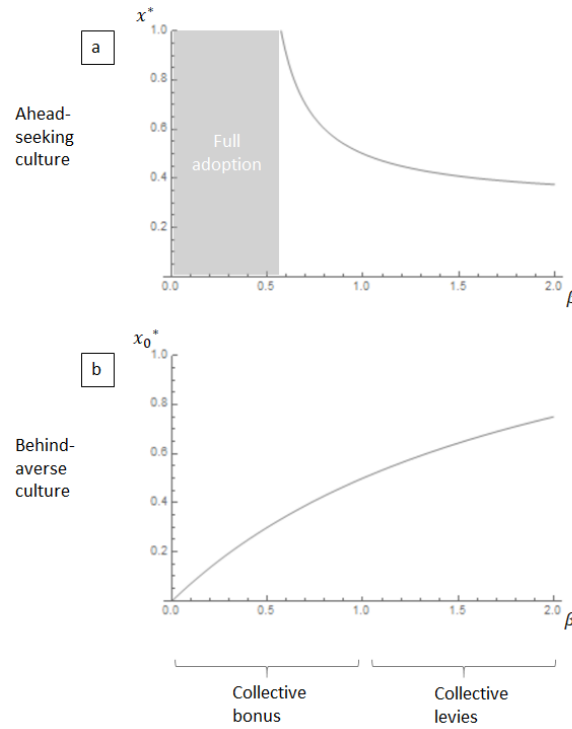 x*
a
1.0
Ahead-
seeking
culture
0.8
0.6
Full
adoption
0.4
0.2
0.0 0.5 1.0 1.5 2.0
β
x₀*
b
1.0
Behind-
averse
culture
0.8
0.6
0.4
0.2
0.0 0.5 1.0 1.5 2.0
β
Collective
bonus
Collective
levies